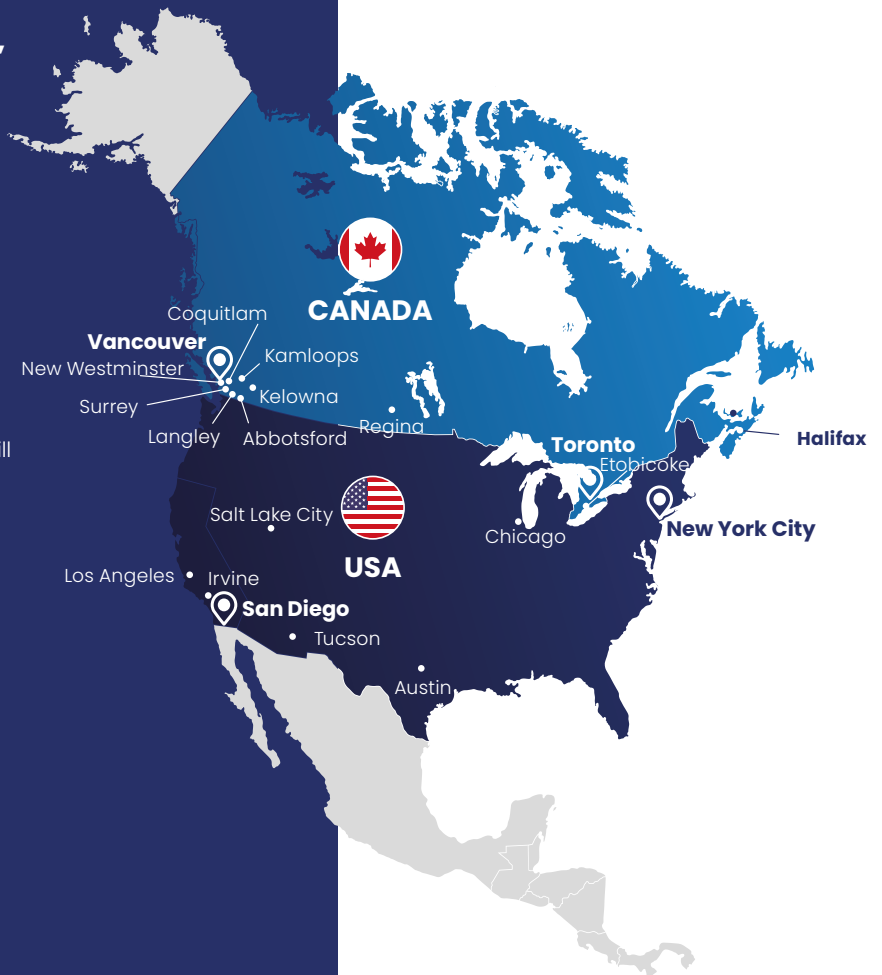 CANADA
Coquitlam
Vancouver
New Westminster
Kamloops
Kelowna
Surrey
Langley
Abbotsford
Regina
ill
Toronto
Etobicoke
Halifax
Salt Lake City
USA
Chicago
New York City
Los Angeles
Irvine
San Diego
Tucson
Austin